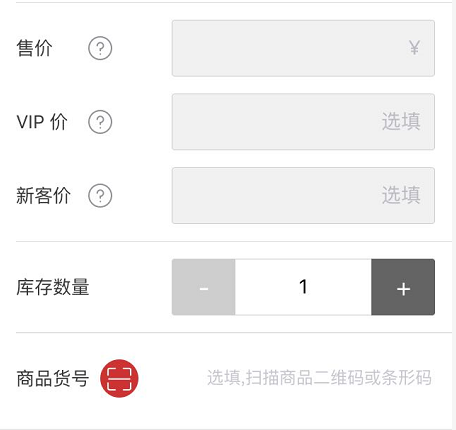 售价 ? ¥
VIP 价 ? 选填
新客价 ? 选填
库存数量 - 1 +
商品货号 选填,扫描商品二维码或条形码